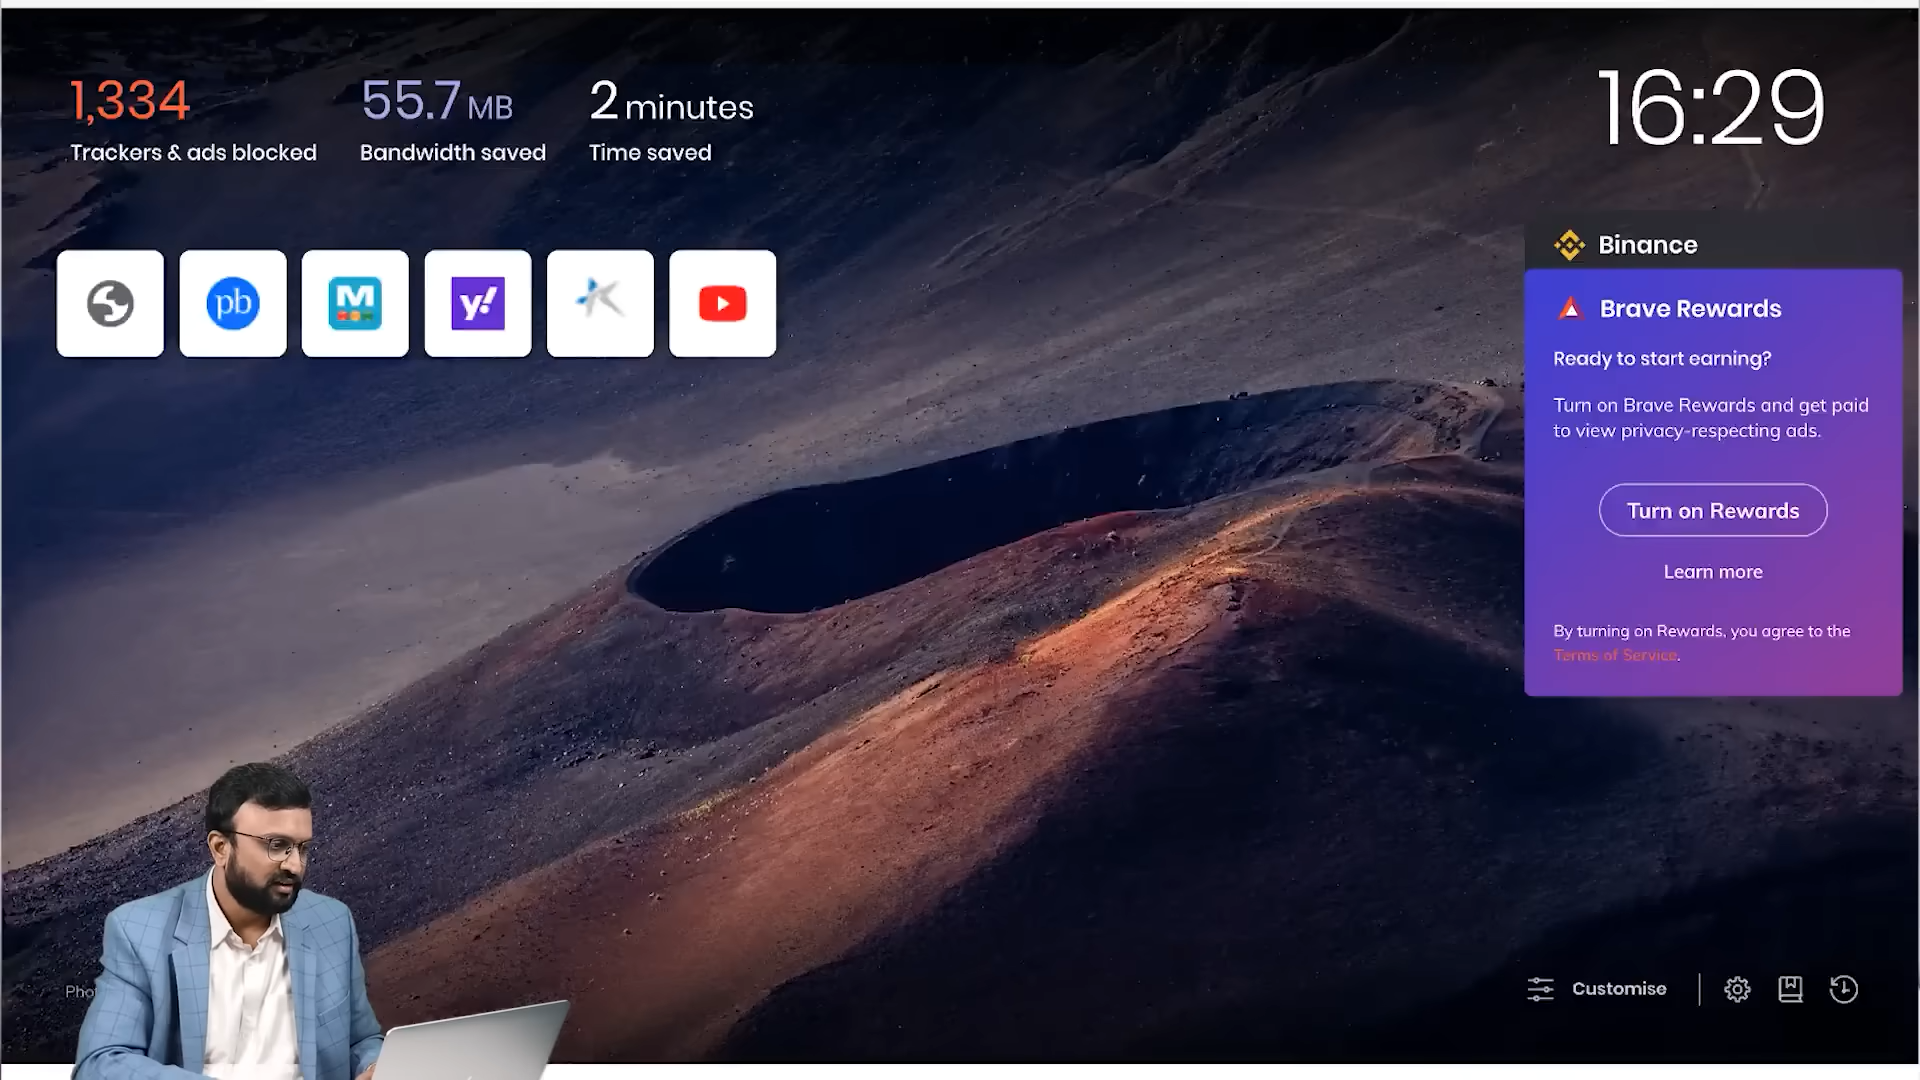 1,334
Trackers & ads blocked
55.7 MB
Bandwidth saved
2 minutes
Time saved
16:29
pb
M
y!
Binance
Brave Rewards
Ready to start earning?
Turn on Brave Rewards and get paid
to view privacy-respecting ads.
Turn on Rewards
Learn more
By turning on Rewards, you agree to the
Terms of Service.
Customise